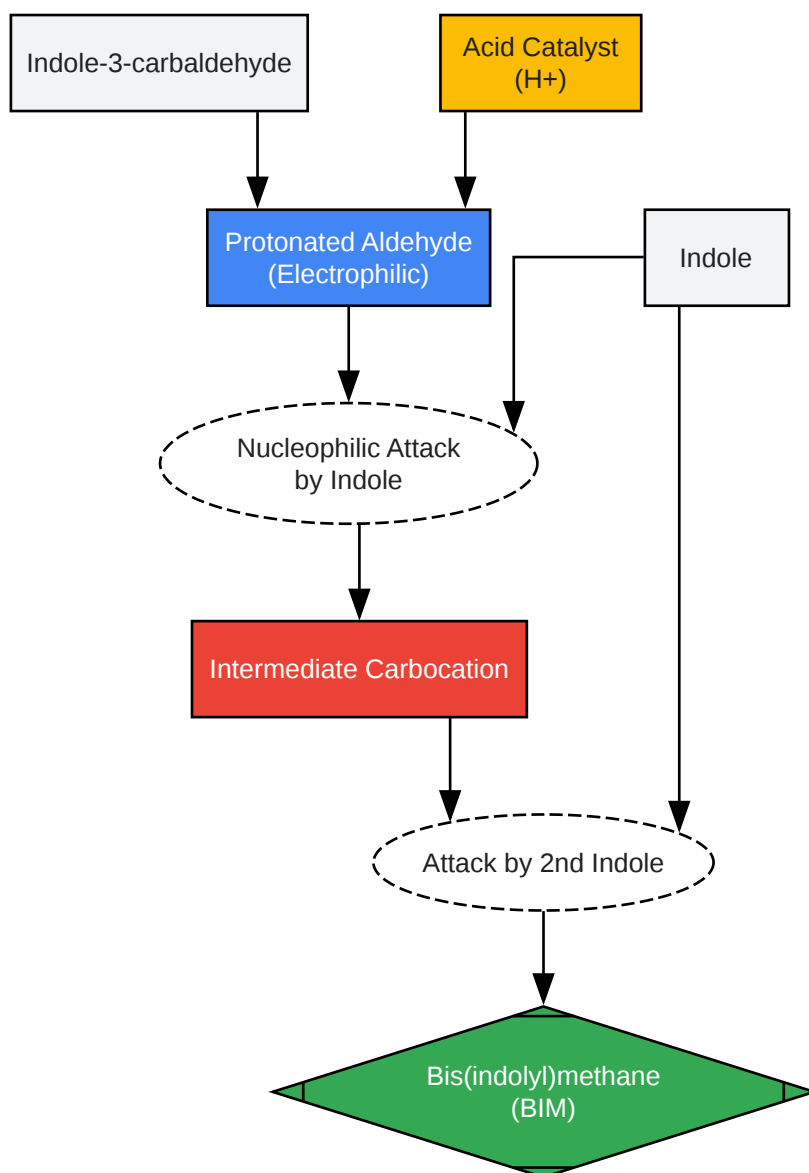 Indole-3-carbaldehyde
Acid Catalyst
(H+)
Protonated Aldehyde
(Electrophilic)
Indole
Nucleophilic Attack
by Indole
Intermediate Carbocation
Attack by 2nd Indole
Bis(indolyl)methane
(BIM)